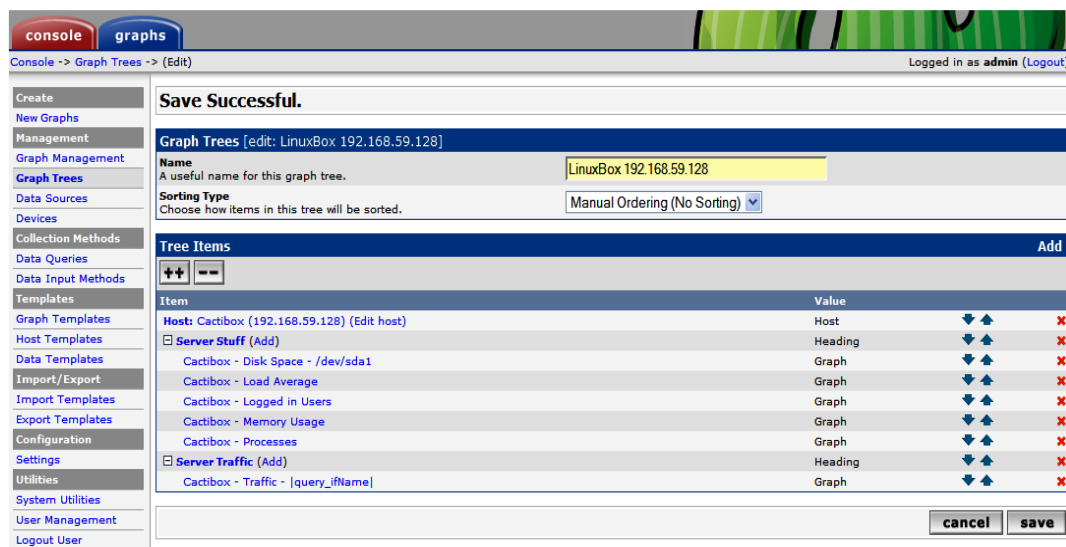 console graphs
Console -> Graph Trees -> (Edit) Logged in as admin (Logout)
Create
New Graphs
Management
Graph Management
Graph Trees
Data Sources
Devices
Collection Methods
Data Queries
Data Input Methods
Templates
Graph Templates
Host Templates
Data Templates
Import/Export
Import Templates
Export Templates
Configuration
Settings
Utilities
System Utilities
User Management
Logout User
Save Successful.
Graph Trees [edit: LinuxBox 192.168.59.128]
Name
A useful name for this graph tree.
LinuxBox 192.168.59.128
Sorting Type
Choose how items in this tree will be sorted.
Manual Ordering (No Sorting)
Tree Items Add
++ --
Item Value
Host: Cactibox (192.168.59.128) (Edit host) Host
Server Stuff (Add) Heading
Cactibox - Disk Space - /dev/sda1 Graph
Cactibox - Load Average Graph
Cactibox - Logged in Users Graph
Cactibox - Memory Usage Graph
Cactibox - Processes Graph
Server Traffic (Add) Heading
Cactibox - Traffic - |query_ifName| Graph
cancel save